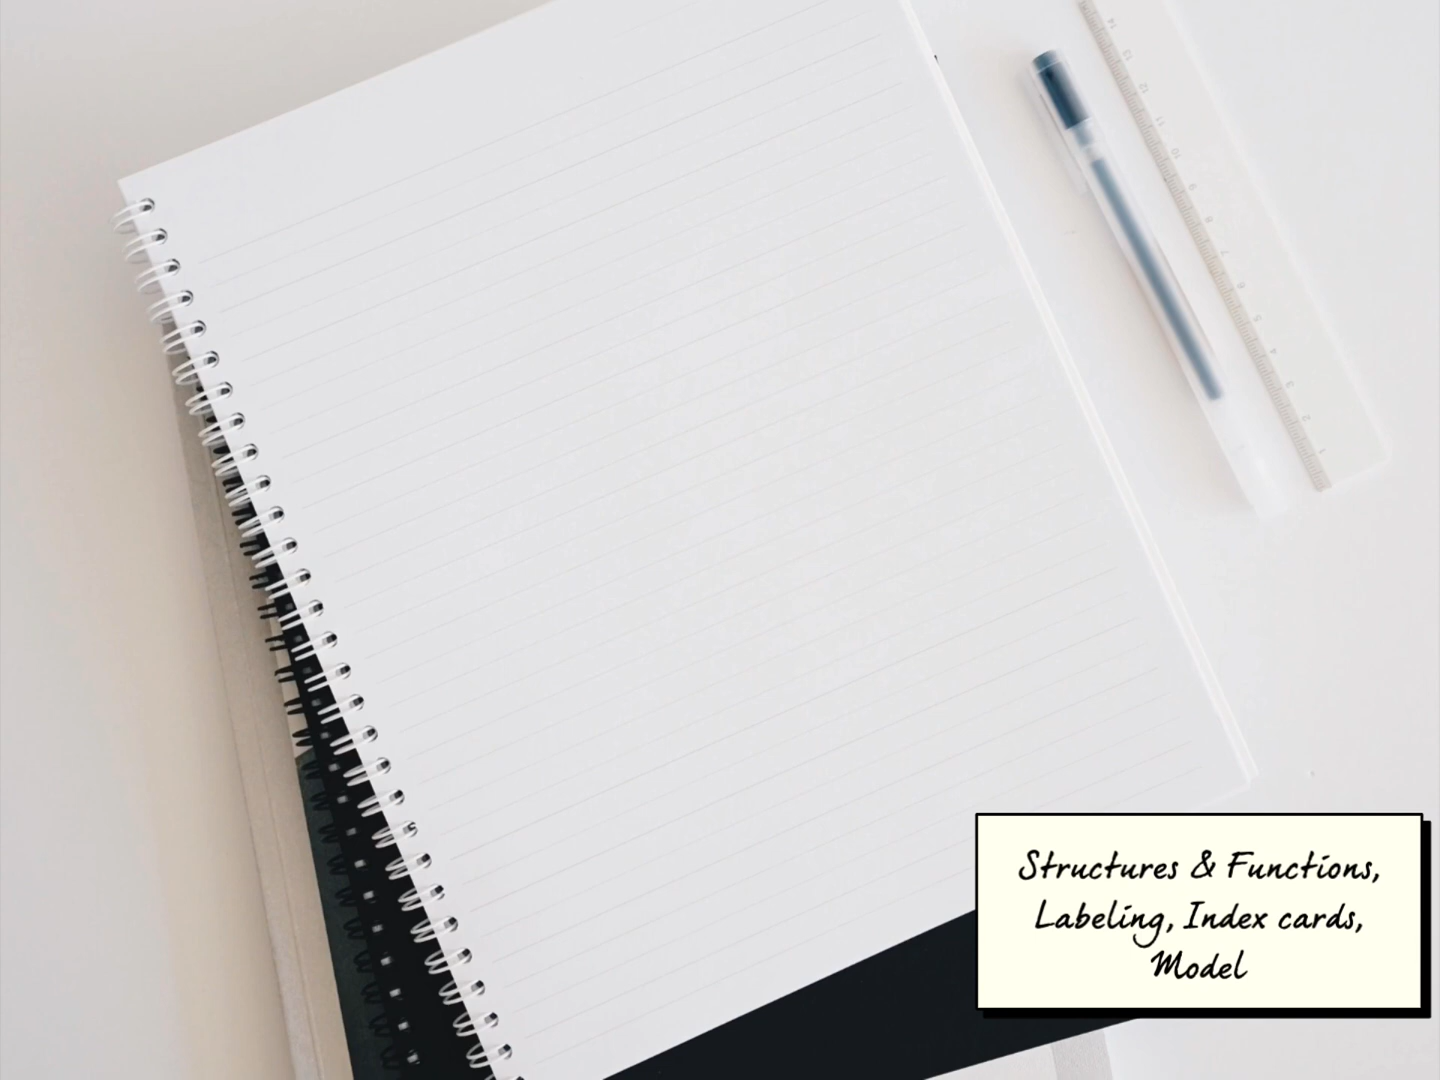 Structures & Functions,
Labeling, Index cards,
Model